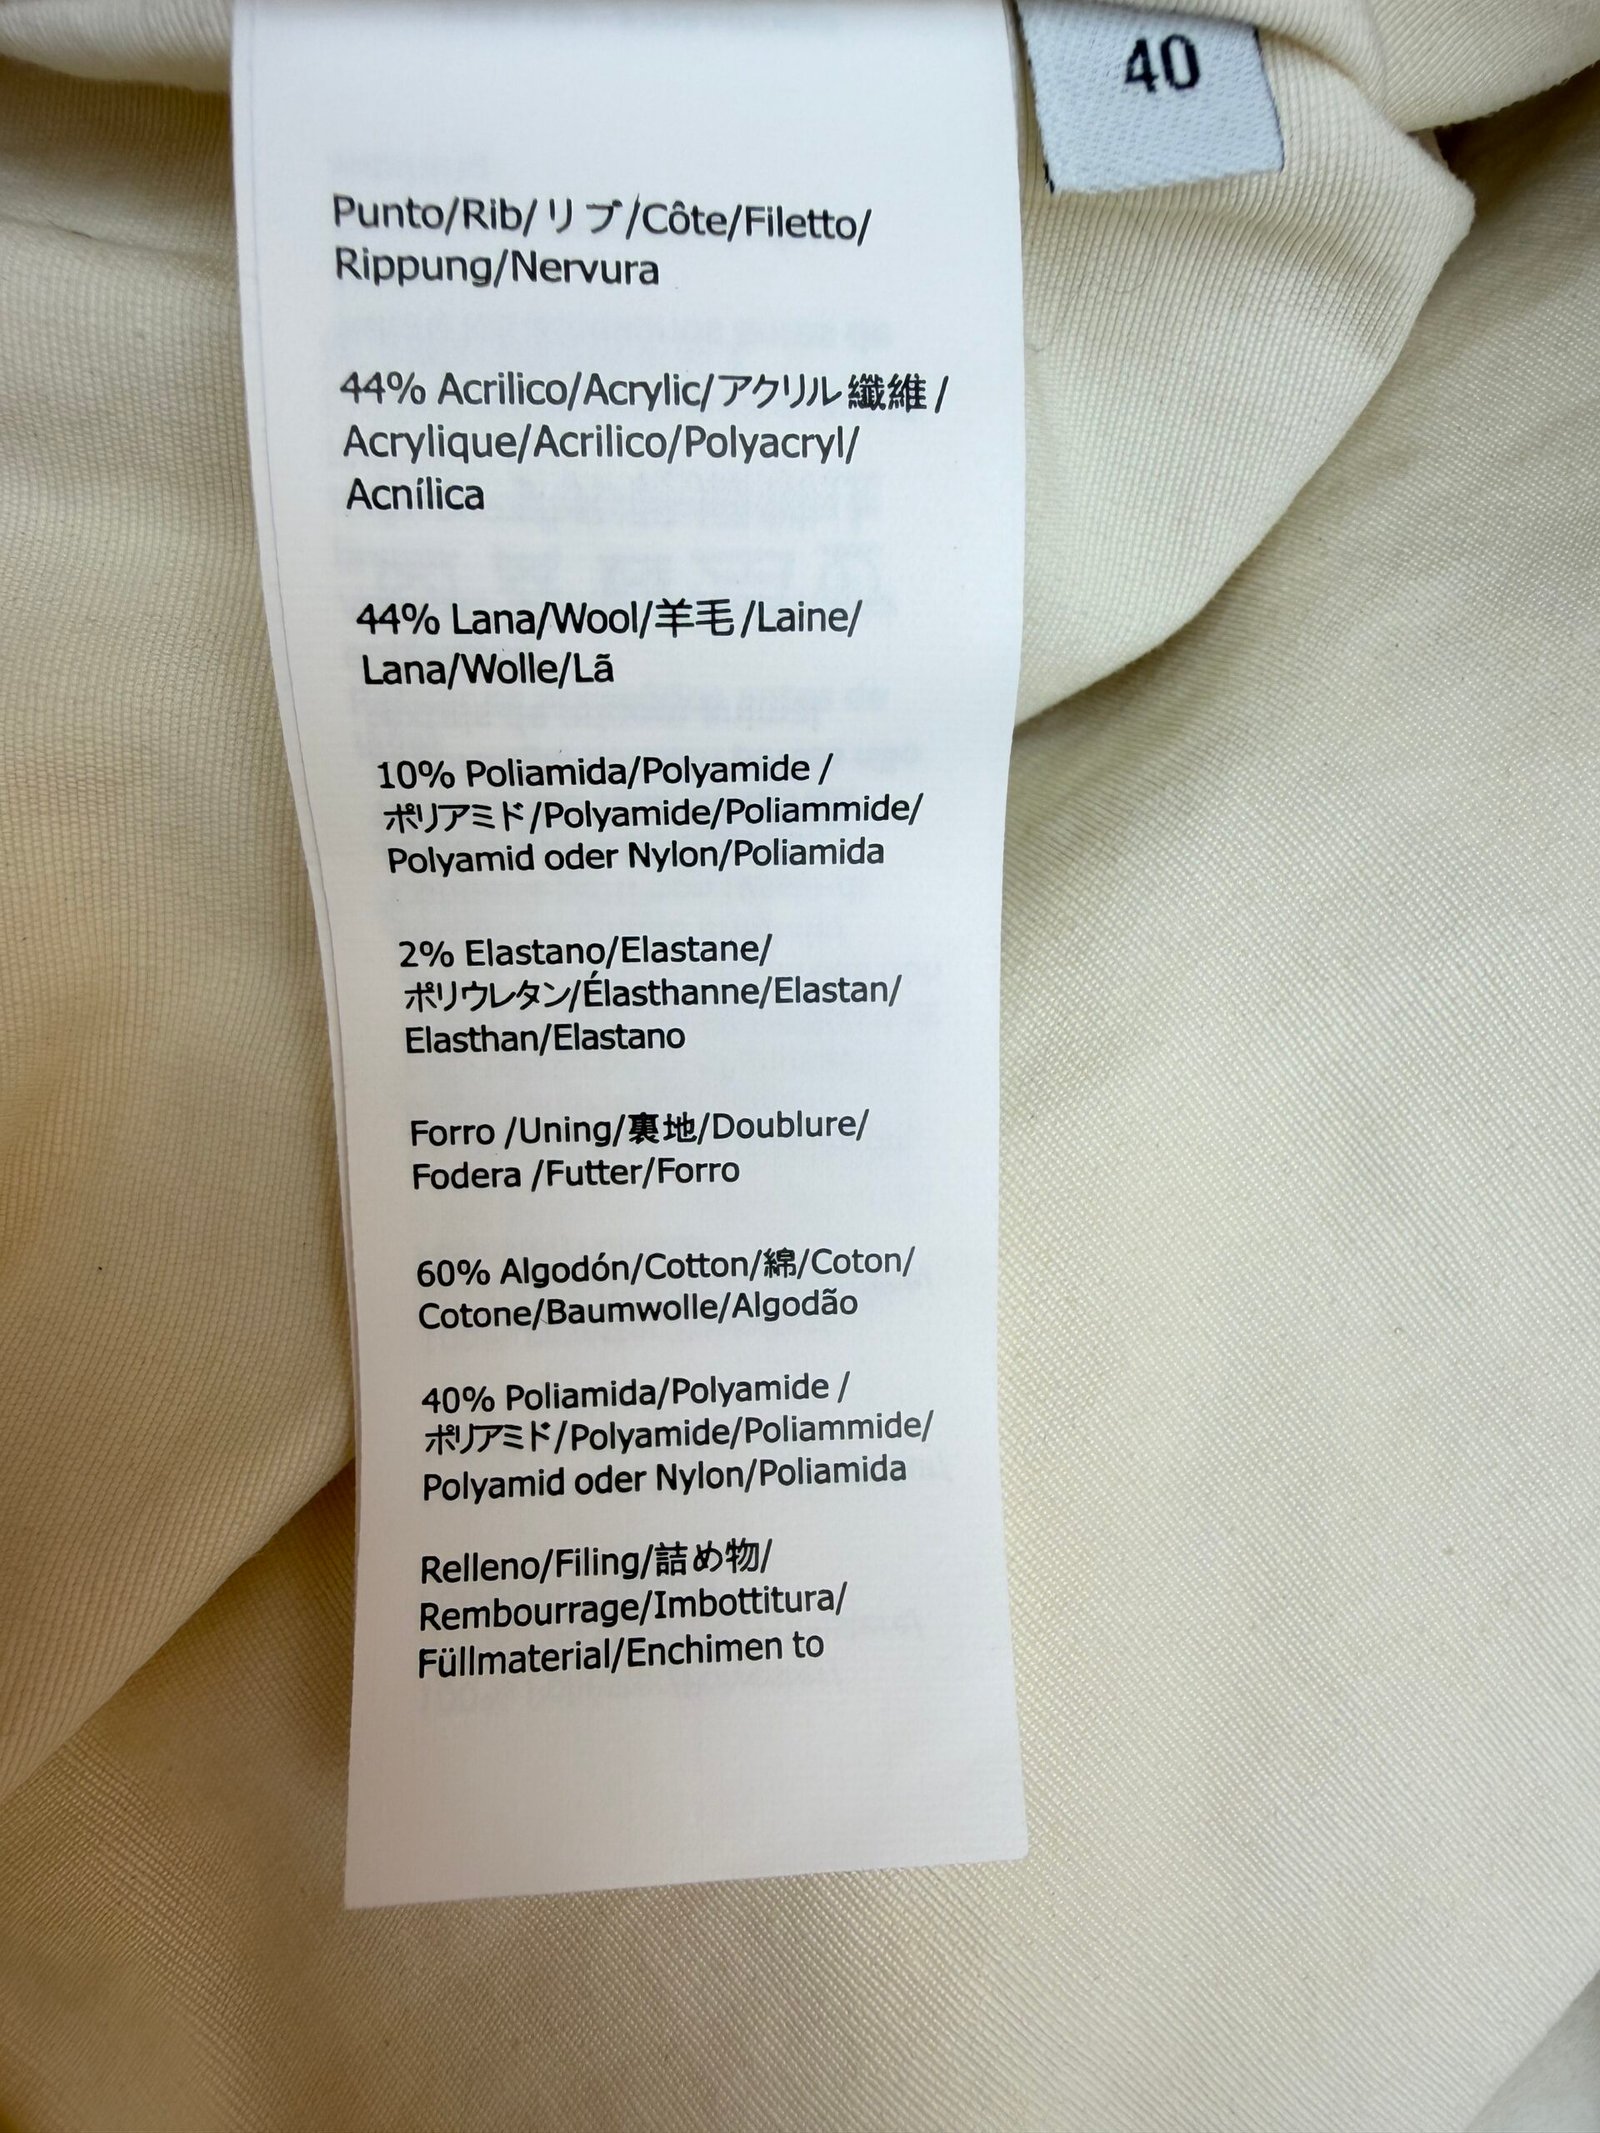 40
Punto/Rib/リブ/Côte/Filetto/
Rippung/Nervura
44% Acrilico/Acrylic/アクリル繊維/
Acrylique/Acrilico/Polyacryl/
Acnílica
44% Lana/Wool/羊毛/Laine/
Lana/Wolle/Lã
10% Poliamida/Polyamide /
ポリアミド/Polyamide/Poliammide/
Polyamid oder Nylon/Poliamida
2% Elastano/Elastane/
ポリウレタン/Élasthanne/Elastan/
Elasthan/Elastano
Forro /Uning/裏地/Doublure/
Fodera /Futter/Forro
60% Algodón/Cotton/綿/Coton/
Cotone/Baumwolle/Algodão
40% Poliamida/Polyamide /
ポリアミド/Polyamide/Poliammide/
Polyamid oder Nylon/Poliamida
Relleno/Filing/詰め物/
Rembourrage/Imbottitura/
Füllmaterial/Enchimen to